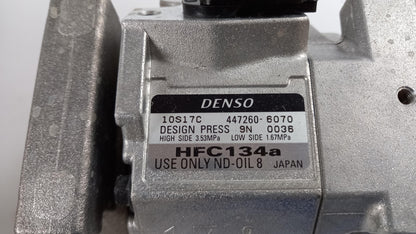 DENSO
10S17C 447260-6070
DESIGN PRESS 9N 0036
HIGH SIDE 3.53MPa LOW SIDE 1.67MPa
HFC134a
USE ONLY ND-OIL 8 JAPAN